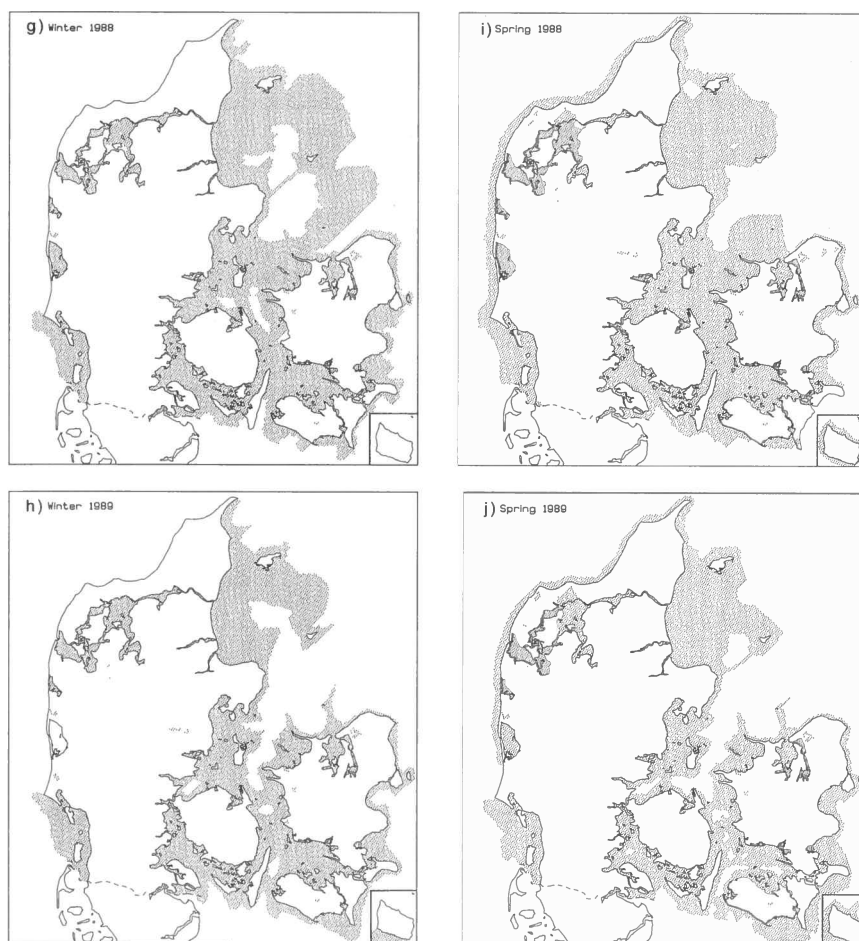 g) Winter 1988
i) Spring 1988
h) Winter 1989
j) Spring 1989